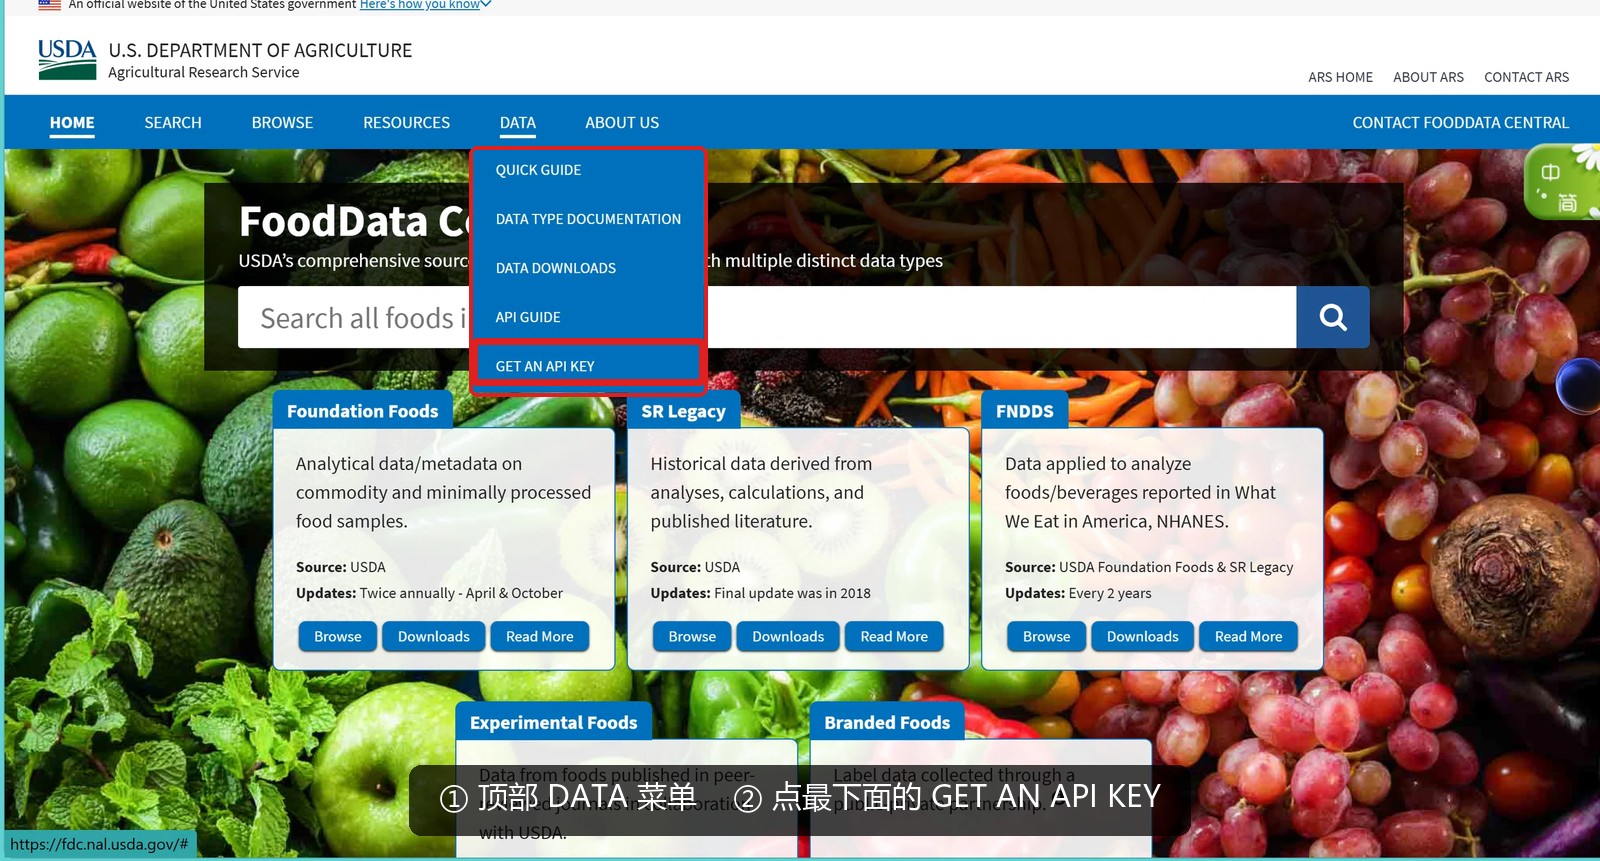 An official website of the United States government Here's how you know
USDA
U.S. DEPARTMENT OF AGRICULTURE
Agricultural Research Service
ARS HOME ABOUT ARS CONTACT ARS
HOME SEARCH BROWSE RESOURCES DATA ABOUT US CONTACT FOODDATA CENTRAL
QUICK GUIDE
DATA TYPE DOCUMENTATION
DATA DOWNLOADS
API GUIDE
GET AN API KEY
中
简
FoodData C
USDA's comprehensive sourc th multiple distinct data types
Search all foods i
Foundation Foods
Analytical data/metadata on
commodity and minimally processed
food samples.
Source: USDA
Updates: Twice annually - April & October
Browse Downloads Read More
SR Legacy
Historical data derived from
analyses, calculations, and
published literature.
Source: USDA
Updates: Final update was in 2018
Browse Downloads Read More
FNDDS
Data applied to analyze
foods/beverages reported in What
We Eat in America, NHANES.
Source: USDA Foundation Foods & SR Legacy
Updates: Every 2 years
Browse Downloads Read More
Experimental Foods
Data from foods published in peer-
with USDA.
Branded Foods
Label data collected through a
① 顶部 DATA 菜单 ② 点最下面的 GET AN API KEY
https://fdc.nal.usda.gov/#